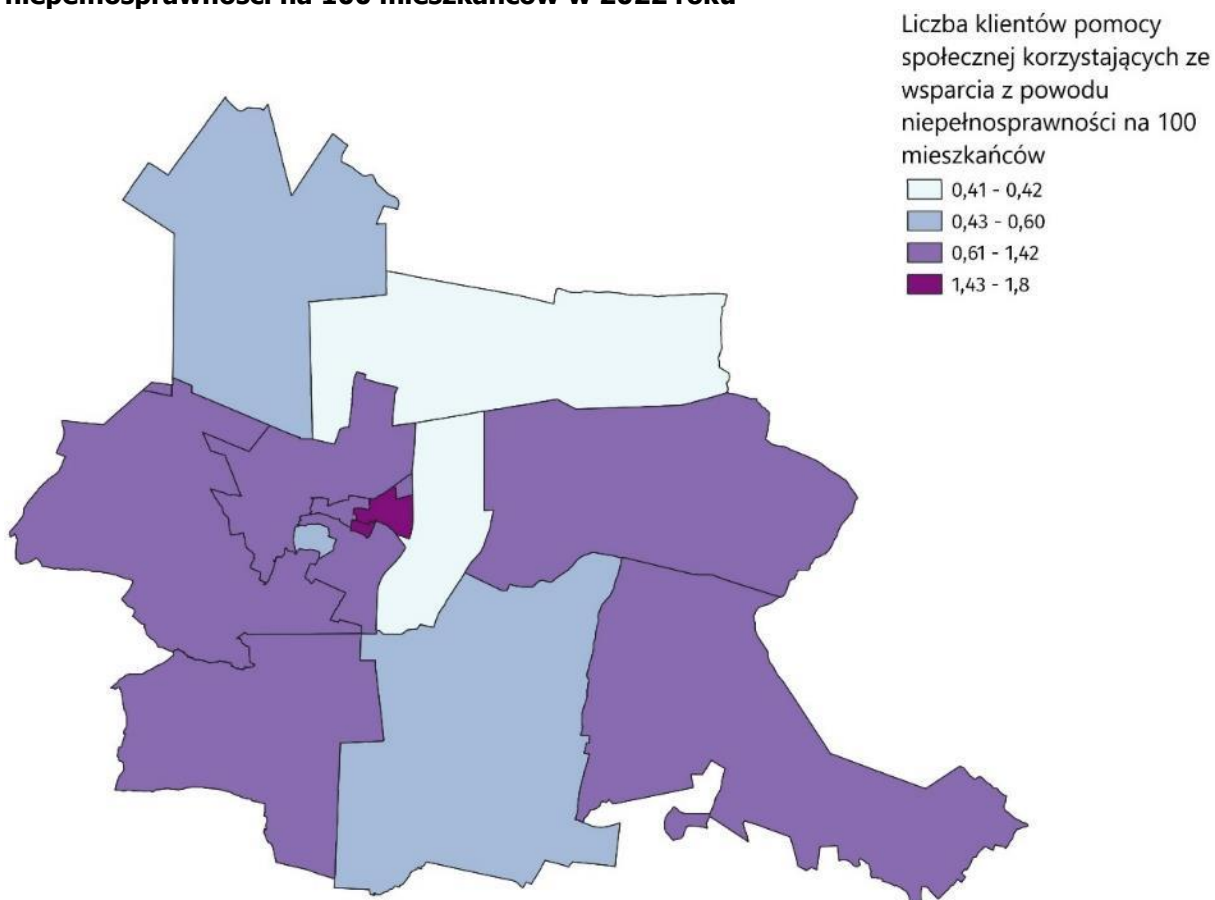 niepełnosprawności na 100 mieszkańców w 2022 roku
Liczba klientów pomocy
społecznej korzystających ze
wsparcia z powodu
niepełnosprawności na 100
mieszkańców
0,41 - 0,42
0,43 - 0,60
0,61 - 1,42
1,43 - 1,8